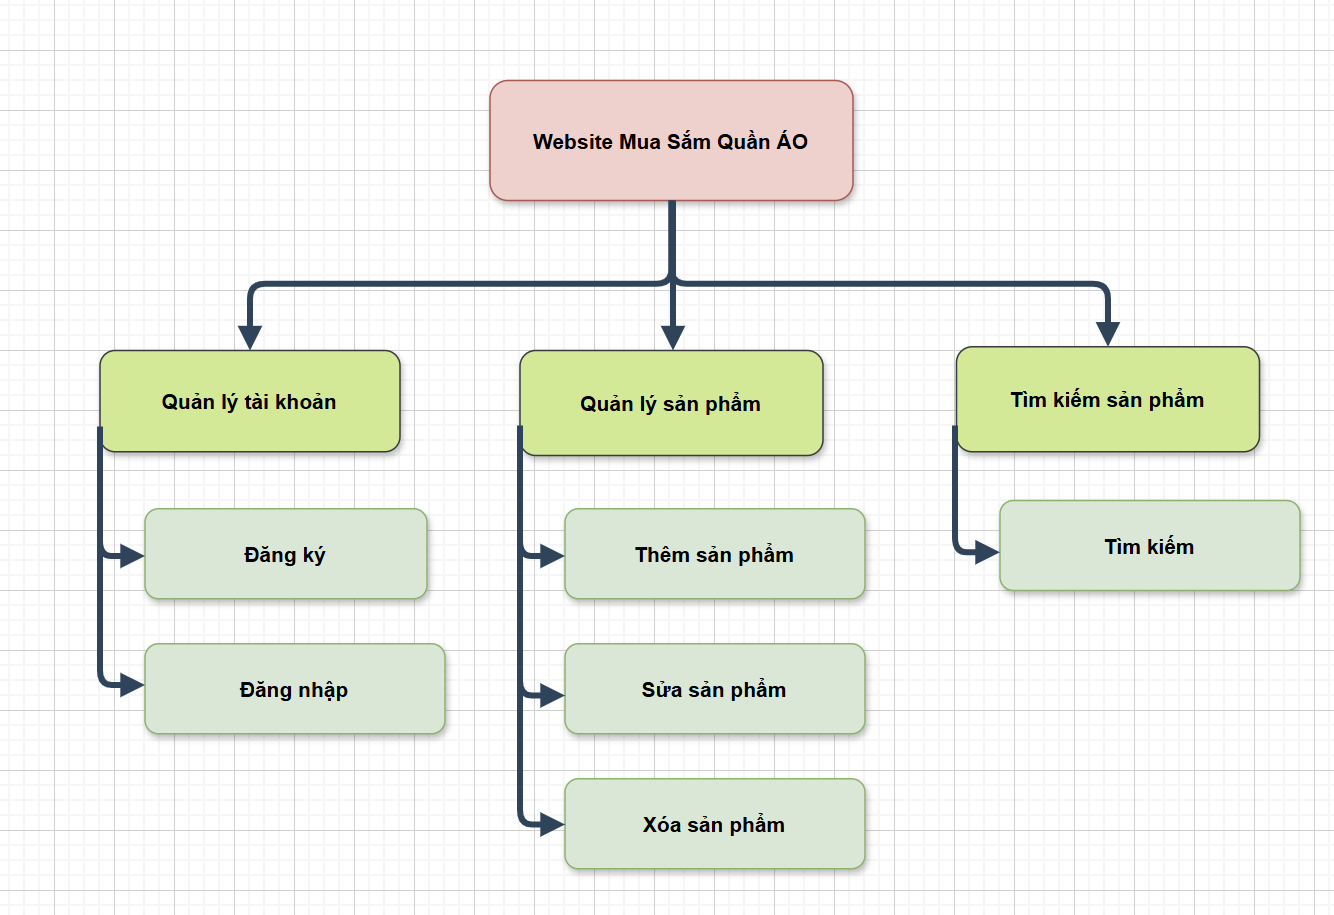 Website Mua Sắm Quần ÁO
Quản lý tài khoản
Quản lý sản phẩm
Tìm kiếm sản phẩm
Đăng ký
Thêm sản phẩm
Tìm kiếm
Đăng nhập
Sửa sản phẩm
Xóa sản phẩm